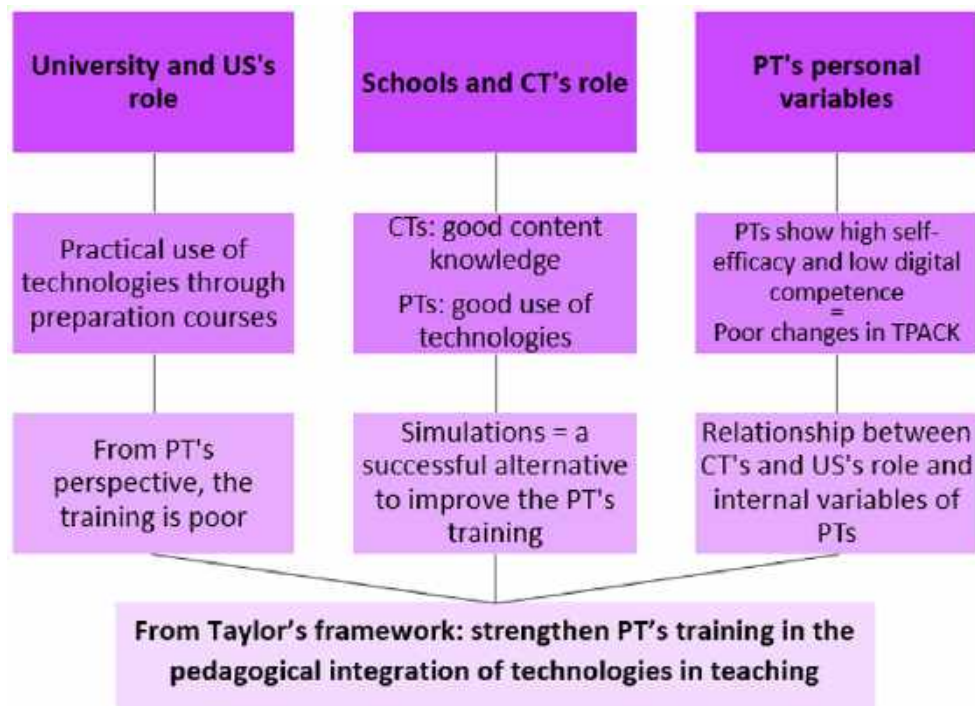 University and US's
role
Practical use of
technologies through
preparation courses
From PT's
perspective, the
training is poor
Schools and CT's role
CTs: good content
knowledge
PTs: good use of
technologies
Simulations = a
successful alternative
to improve the PT's
training
PT's personal
variables
PTs show high self-
efficacy and low digital
competence
=
Poor changes in TPACK
Relationship between
CT's and US's role and
internal variables of
PTs
From Taylor's framework: strengthen PT's training in the
pedagogical integration of technologies in teaching